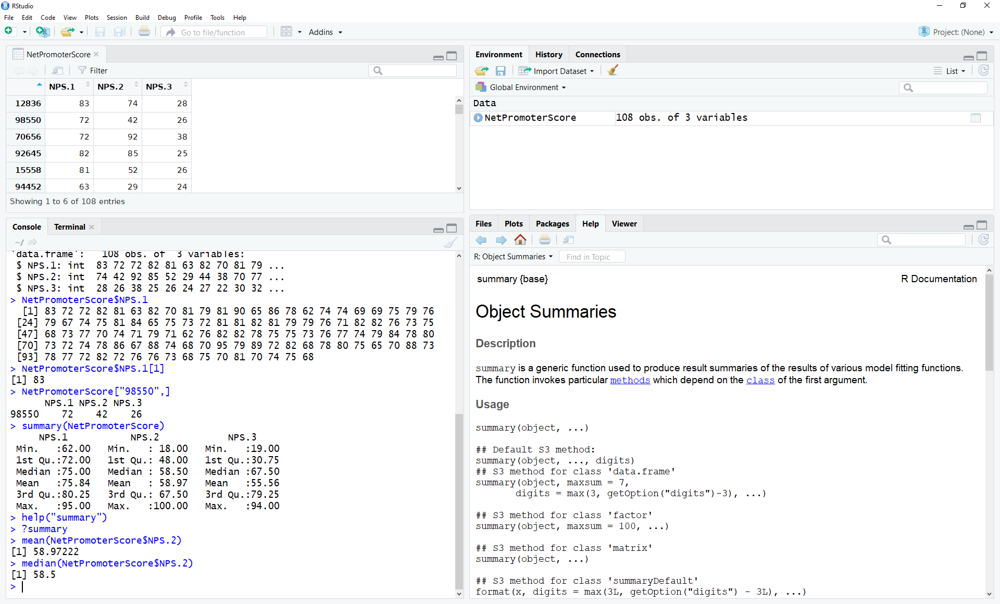 RStudio
File Edit Code View Plots Session Build Debug Profile Tools Help
Go to file/function Addins Project: (None)
NetPromoterScore
Filter
NPS.1 NPS.2 NPS.3
12836 83 74 28
98550 72 42 26
70656 72 92 38
92645 82 85 25
15558 81 52 26
94452 63 29 24
Showing 1 to 6 of 108 entries
Console Terminal
~/
'data.frame': 108 obs. of 3 variables:
$ NPS.1: int 83 72 72 82 81 63 82 70 81 79 ...
$ NPS.2: int 74 42 92 85 52 29 44 38 70 77 ...
$ NPS.3: int 28 26 38 25 26 24 27 22 30 32 ...
> NetPromoterScore$NPS.1
[1] 83 72 72 82 81 63 82 70 81 79 81 90 65 86 78 62 74 74 69 69 75 79 76
[24] 79 67 74 75 81 84 65 75 73 72 81 81 82 81 79 79 76 71 82 82 76 73 75
[47] 68 73 77 70 74 71 79 71 62 76 82 82 78 75 75 73 76 77 74 79 84 78 80
[70] 73 72 74 78 86 67 88 74 68 70 95 79 89 72 82 68 78 80 75 65 70 88 73
[93] 78 77 72 82 72 76 76 73 68 75 70 81 70 74 75 68
> NetPromoterScore$NPS.1[1]
[1] 83
> NetPromoterScore["98550",]
NPS.1 NPS.2 NPS.3
98550 72 42 26
> summary(NetPromoterScore)
NPS.1 NPS.2 NPS.3
Min. :62.00 Min. : 18.00 Min. :19.00
1st Qu.:72.00 1st Qu.: 48.00 1st Qu.:30.75
Median :75.00 Median : 58.50 Median :67.50
Mean :75.84 Mean : 58.97 Mean :55.56
3rd Qu.:80.25 3rd Qu.: 67.50 3rd Qu.:79.25
Max. :95.00 Max. :100.00 Max. :94.00
> help("summary")
> ?summary
> mean(NetPromoterScore$NPS.2)
[1] 58.97222
> median(NetPromoterScore$NPS.2)
[1] 58.5
>
Environment History Connections
Import Dataset List
Global Environment
Data
NetPromoterScore 108 obs. of 3 variables
Files Plots Packages Help Viewer
R: Object Summaries Find in Topic
summary {base} R Documentation
Object Summaries
Description
summary is a generic function used to produce result summaries of the results of various model fitting functions.
The function invokes particular methods which depend on the class of the first argument.
Usage
summary(object, ...)
## Default S3 method:
summary(object, ..., digits)
## S3 method for class 'data.frame'
summary(object, maxsum = 7,
digits = max(3, getOption("digits")-3), ...)
## S3 method for class 'factor'
summary(object, maxsum = 100, ...)
## S3 method for class 'matrix'
summary(object, ...)
## S3 method for class 'summaryDefault'
format(x, digits = max(3L, getOption("digits") - 3L), ...)